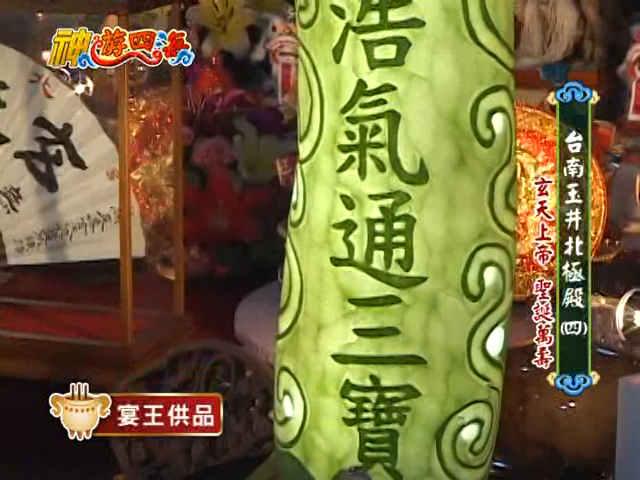 神遊四海
浩氣通三寶
台南玉井北極殿(四)
玄天上帝 聖誕萬壽
宴王供品